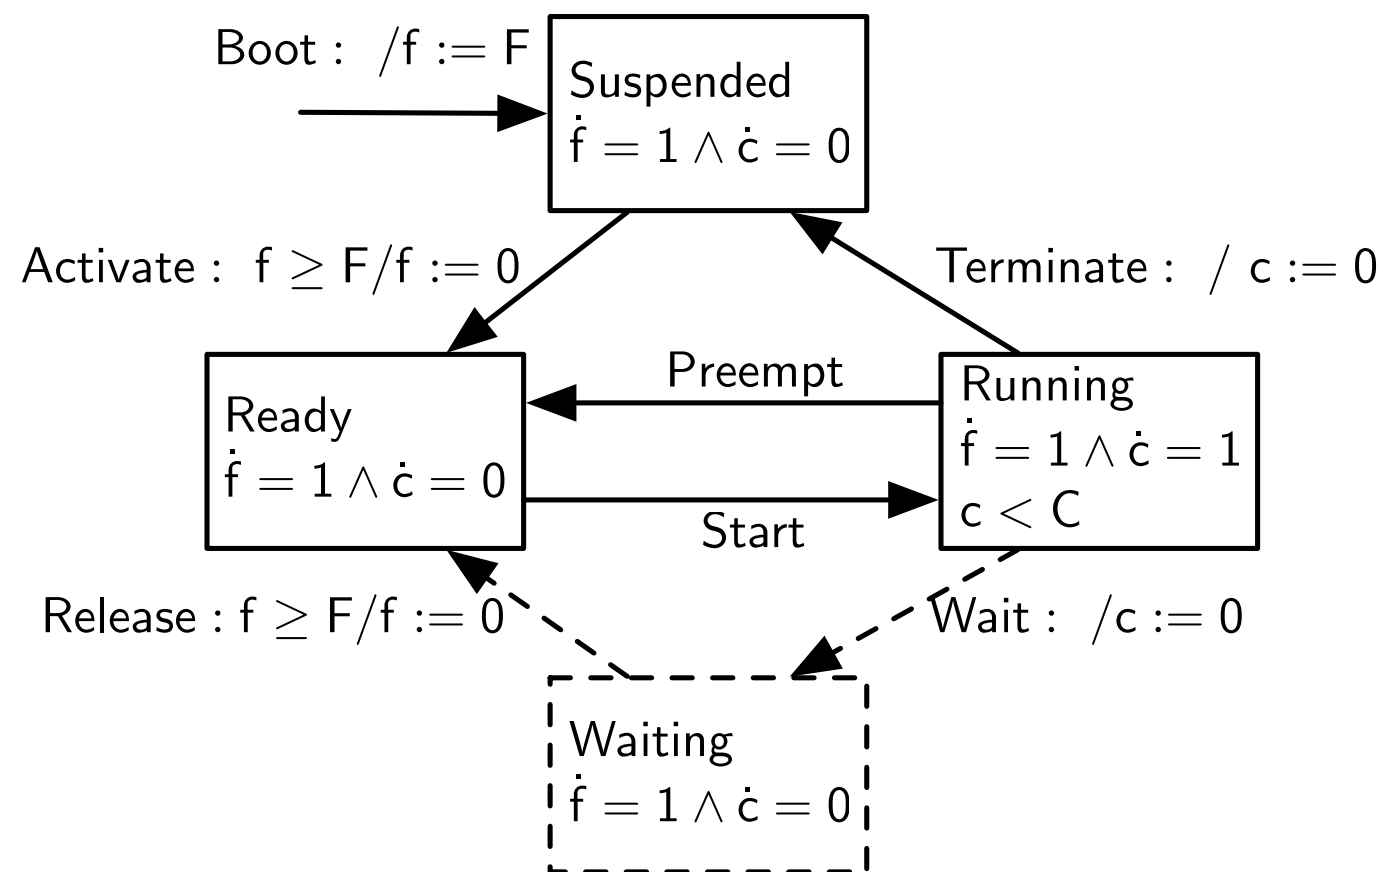 Boot : /f := F
Suspended
ḟ = 1 ∧ ċ = 0
Activate : f ≥ F/f := 0
Terminate : / c := 0
Preempt
Ready
ḟ = 1 ∧ ċ = 0
Running
ḟ = 1 ∧ ċ = 1
c < C
Start
Release : f ≥ F/f := 0
Wait : /c := 0
Waiting
ḟ = 1 ∧ ċ = 0